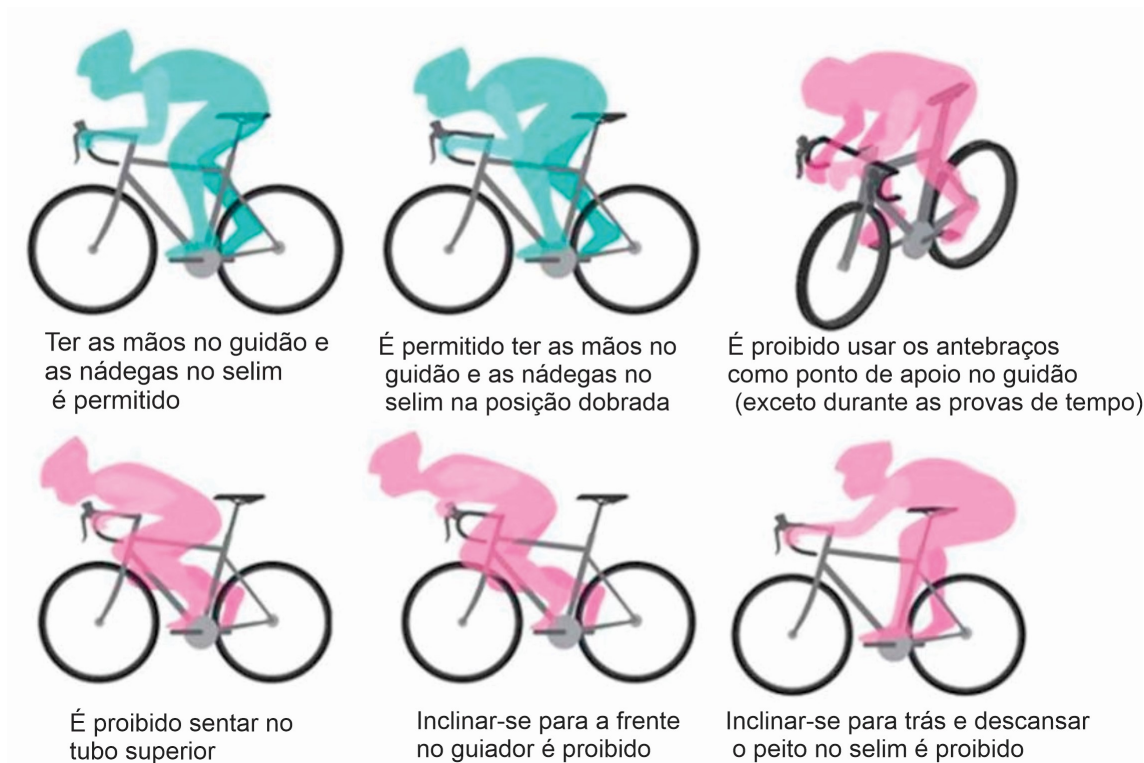 Ter as mãos no guidão e
as nádegas no selim
é permitido
É permitido ter as mãos no
guidão e as nádegas no
selim na posição dobrada
É proibido usar os antebraços
como ponto de apoio no guidão
(exceto durante as provas de tempo)
É proibido sentar no
tubo superior
Inclinar-se para a frente
no guiador é proibido
Inclinar-se para trás e descansar
o peito no selim é proibido